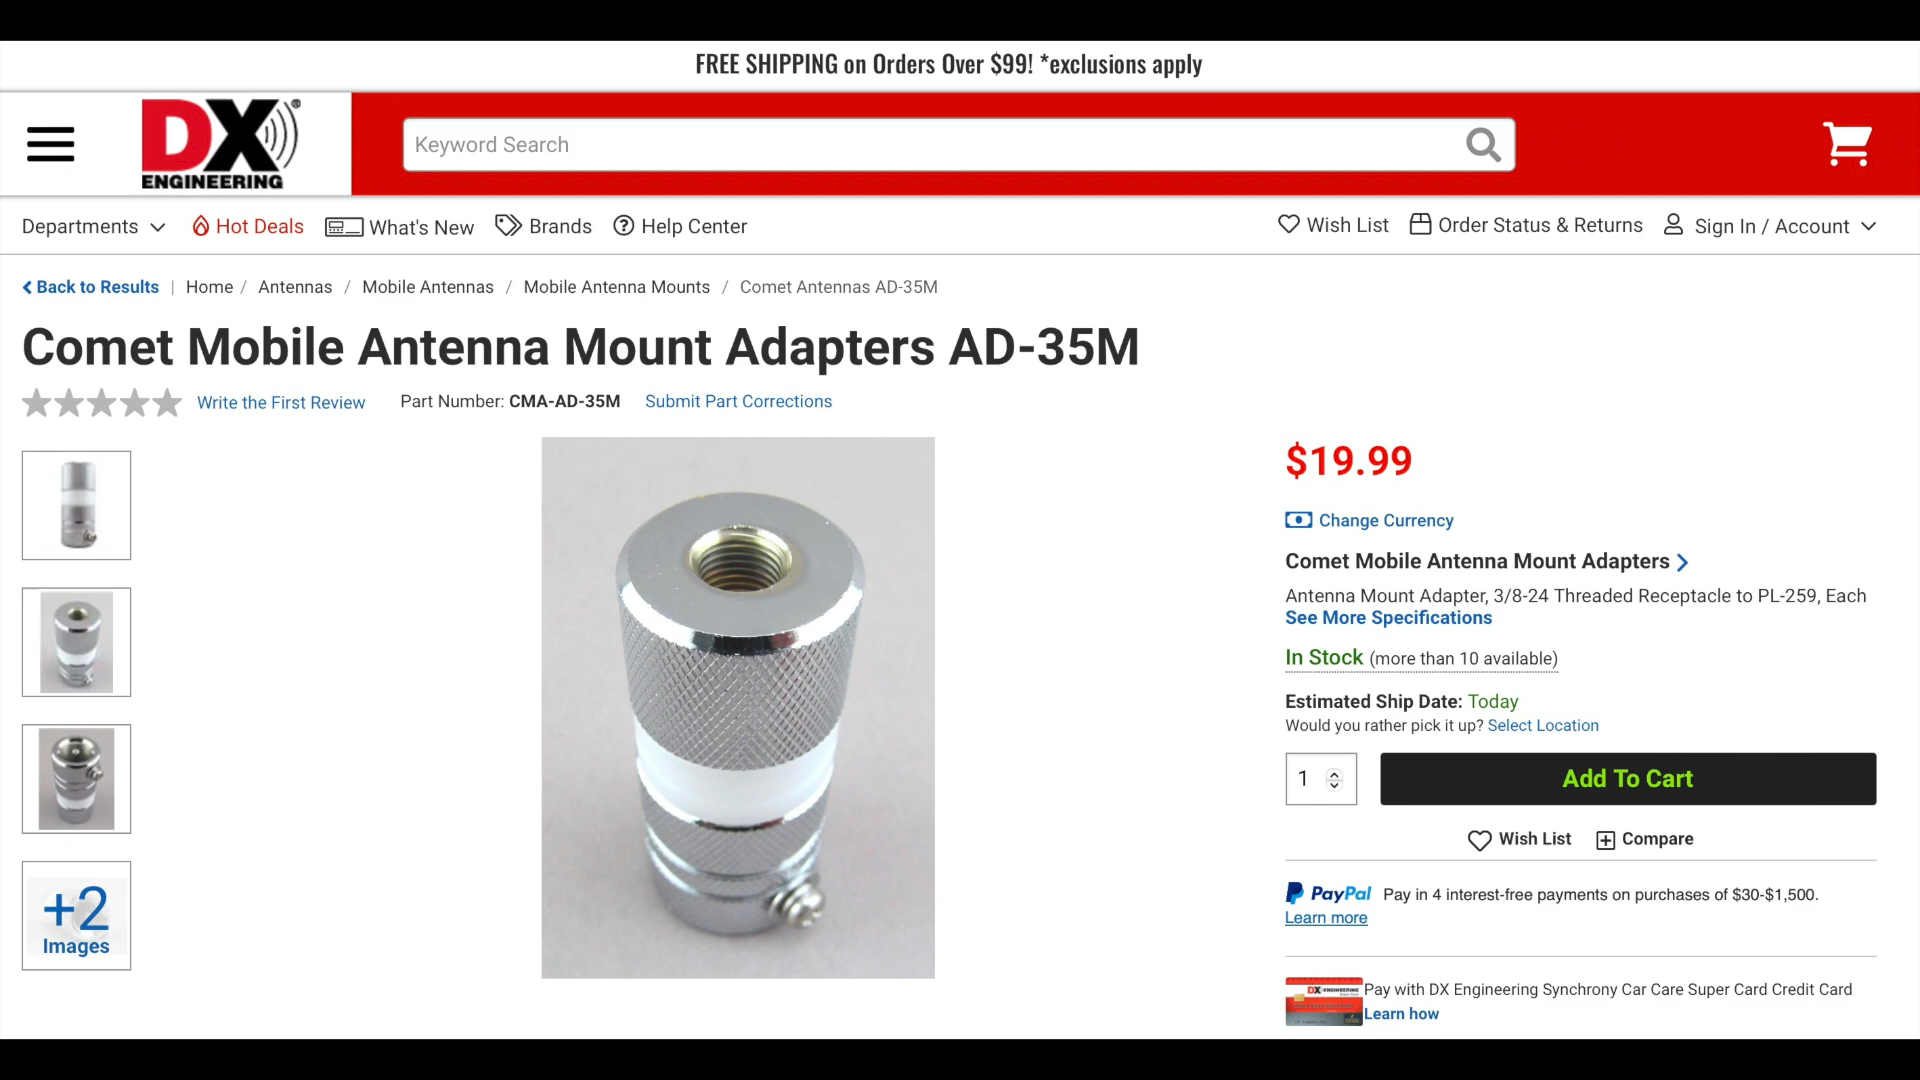 FREE SHIPPING on Orders Over $99! *exclusions apply
DX®
ENGINEERING
Keyword Search
Departments Hot Deals What's New Brands Help Center Wish List Order Status & Returns Sign In / Account
Back to Results | Home / Antennas / Mobile Antennas / Mobile Antenna Mounts / Comet Antennas AD-35M
Comet Mobile Antenna Mount Adapters AD-35M
Write the First Review Part Number: CMA-AD-35M Submit Part Corrections
+2
Images
$19.99
Change Currency
Comet Mobile Antenna Mount Adapters
Antenna Mount Adapter, 3/8-24 Threaded Receptacle to PL-259, Each
See More Specifications
In Stock (more than 10 available)
Estimated Ship Date: Today
Would you rather pick it up? Select Location
1 Add To Cart
Wish List Compare
PayPal Pay in 4 interest-free payments on purchases of $30-$1,500.
Learn more
DX ENGINEERING
Pay with DX Engineering Synchrony Car Care Super Card Credit Card
Learn how